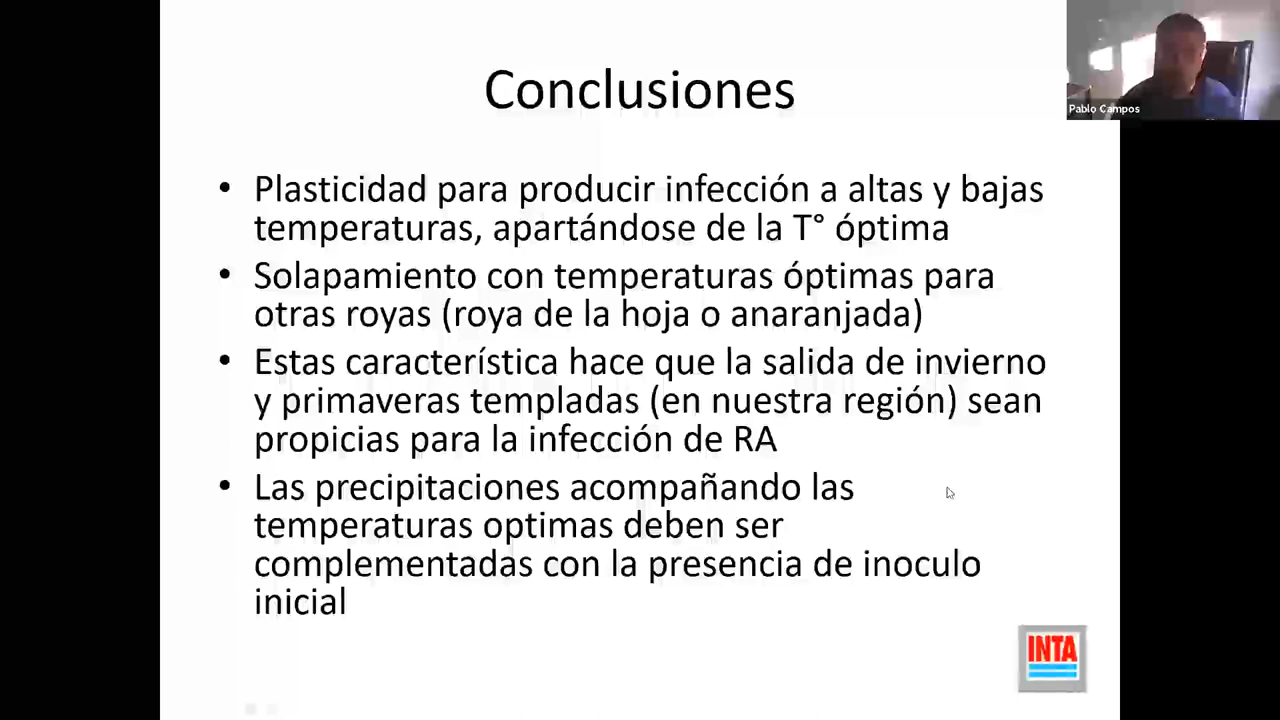 Conclusiones
Pablo Campos
• Plasticidad para producir infección a altas y bajas
temperaturas, apartándose de la T° óptima
• Solapamiento con temperaturas óptimas para
otras royas (roya de la hoja o anaranjada)
• Estas característica hace que la salida de invierno
y primaveras templadas (en nuestra región) sean
propicias para la infección de RA
• Las precipitaciones acompañando las
temperaturas optimas deben ser
complementadas con la presencia de inoculo
inicial
INTA